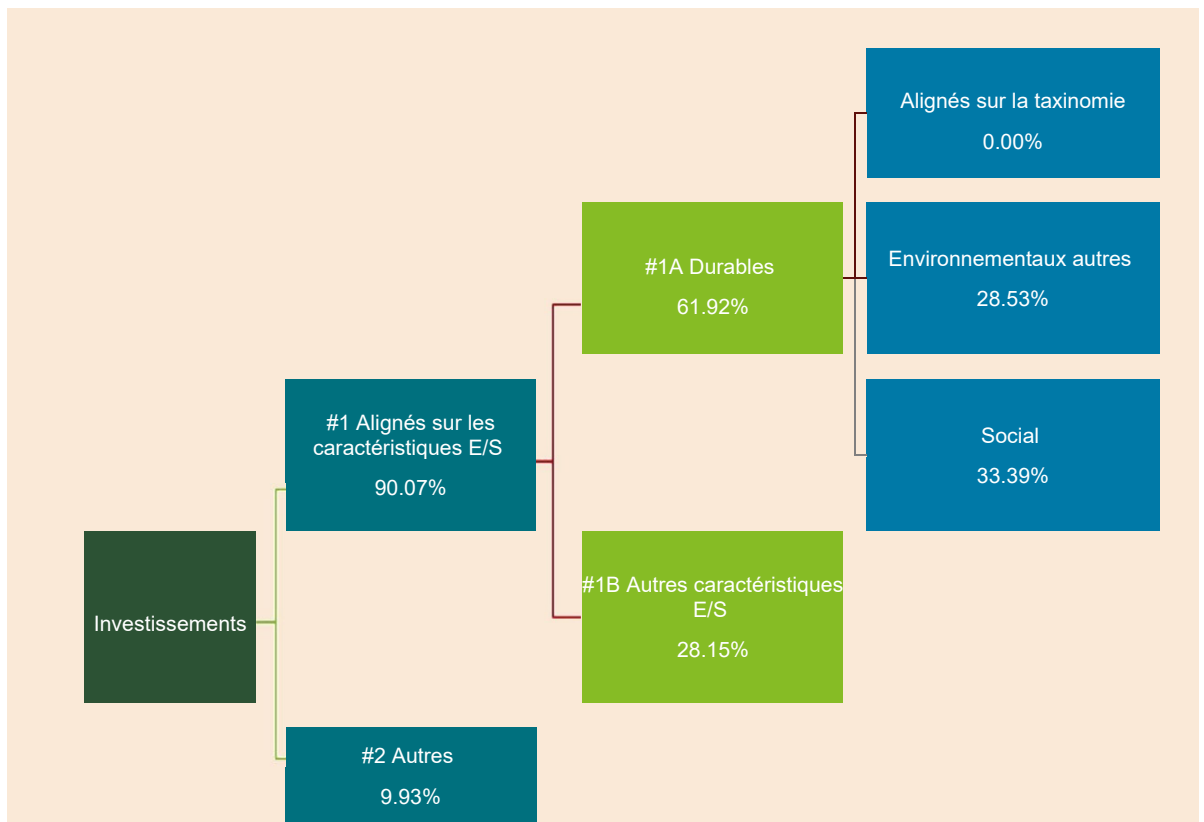 Alignés sur la taxinomie
0.00%
#1A Durables
61.92%
Environnementaux autres
28.53%
#1 Alignés sur les
caractéristiques E/S
90.07%
Social
33.39%
Investissements
#1B Autres caractéristiques
E/S
28.15%
#2 Autres
9.93%